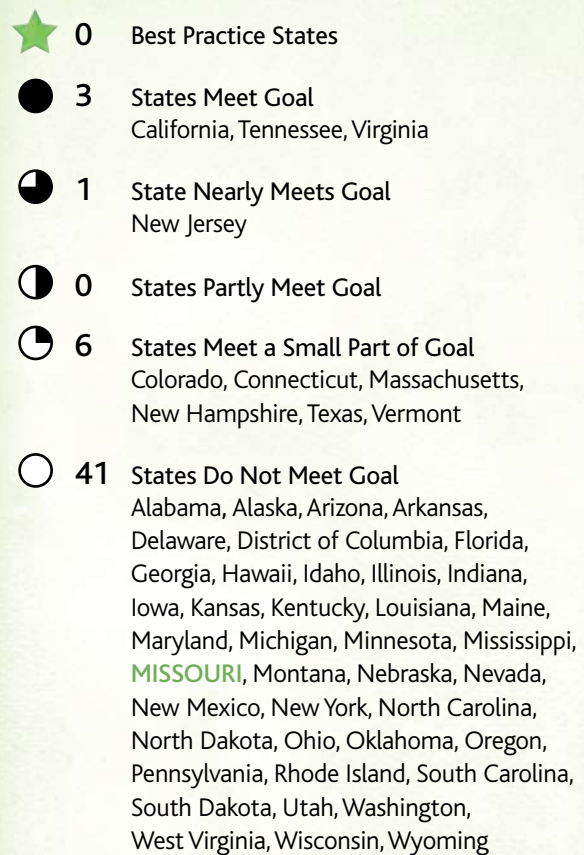 0 Best Practice States
3 States Meet Goal
California, Tennessee, Virginia
1 State Nearly Meets Goal
New Jersey
0 States Partly Meet Goal
6 States Meet a Small Part of Goal
Colorado, Connecticut, Massachusetts,
New Hampshire, Texas, Vermont
41 States Do Not Meet Goal
Alabama, Alaska, Arizona, Arkansas,
Delaware, District of Columbia, Florida,
Georgia, Hawaii, Idaho, Illinois, Indiana,
Iowa, Kansas, Kentucky, Louisiana, Maine,
Maryland, Michigan, Minnesota, Mississippi,
MISSOURI, Montana, Nebraska, Nevada,
New Mexico, New York, North Carolina,
North Dakota, Ohio, Oklahoma, Oregon,
Pennsylvania, Rhode Island, South Carolina,
South Dakota, Utah, Washington,
West Virginia, Wisconsin, Wyoming